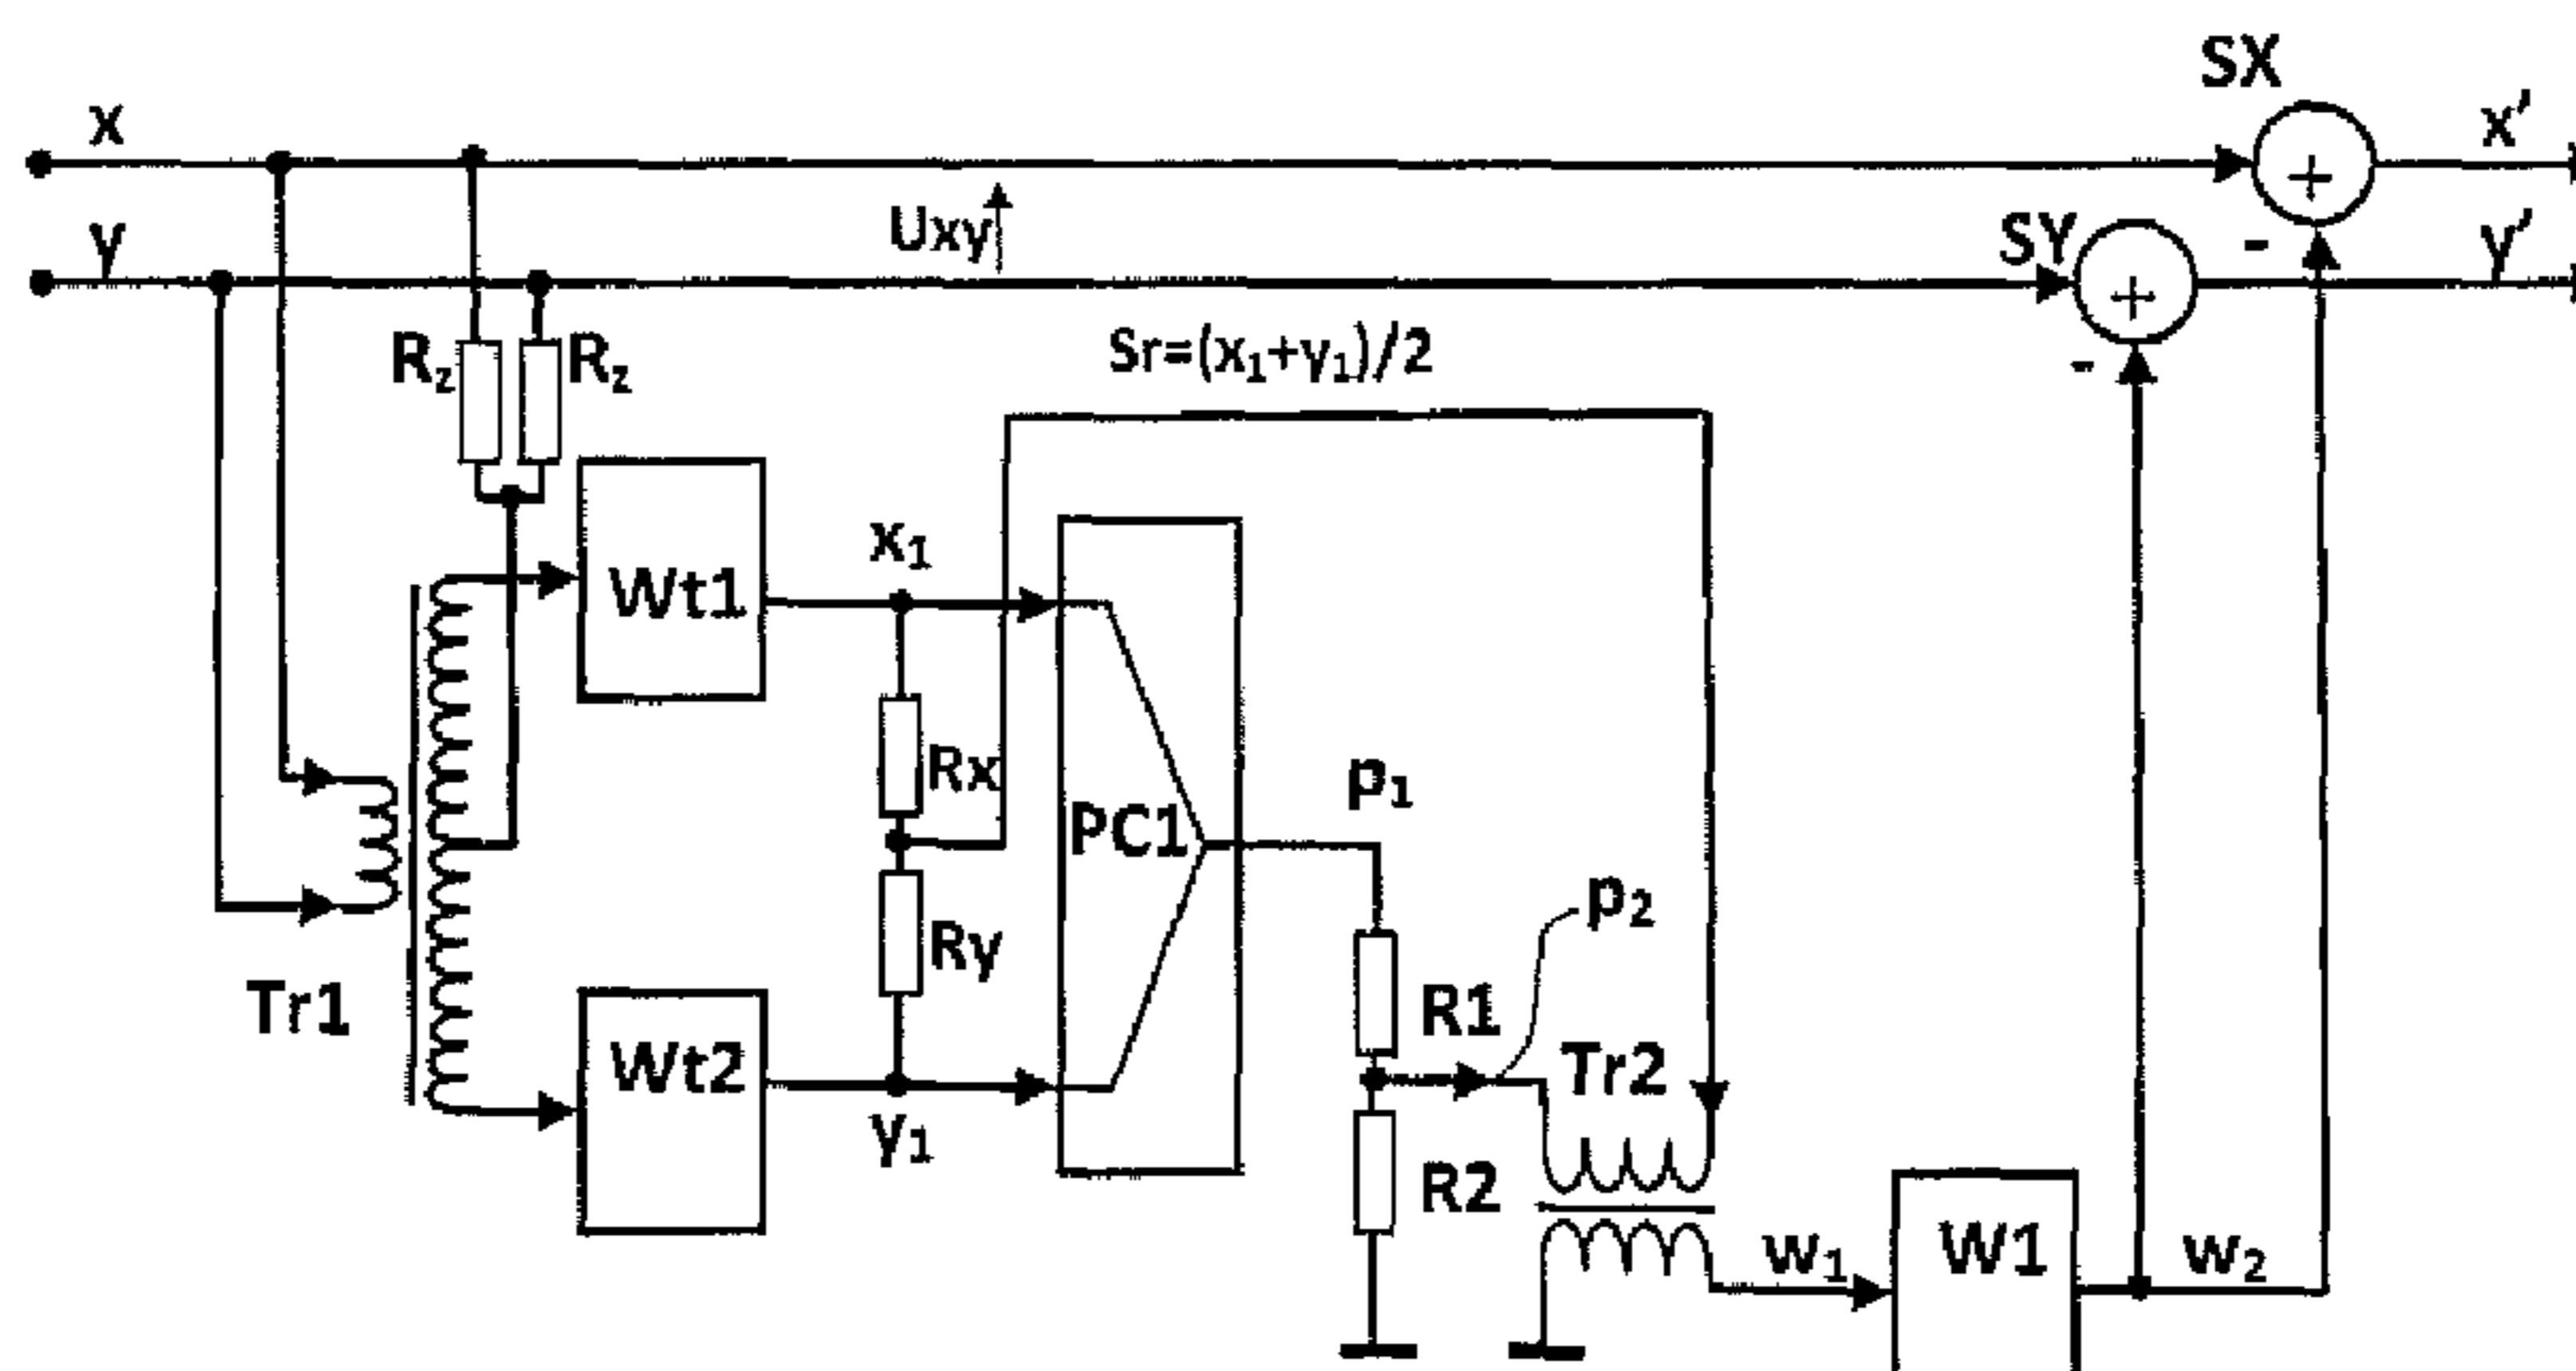 SX
x
x'
y
Uxy
SY
-
y'
+
+
Rz
Rz
Sr=(x₁+y₁)/2
-
Wt1
x₁
Rx
PC1
p₁
p₂
Ry
Tr1
R1
Wt2
Tr2
y₁
R2
w₁
W1
w₂